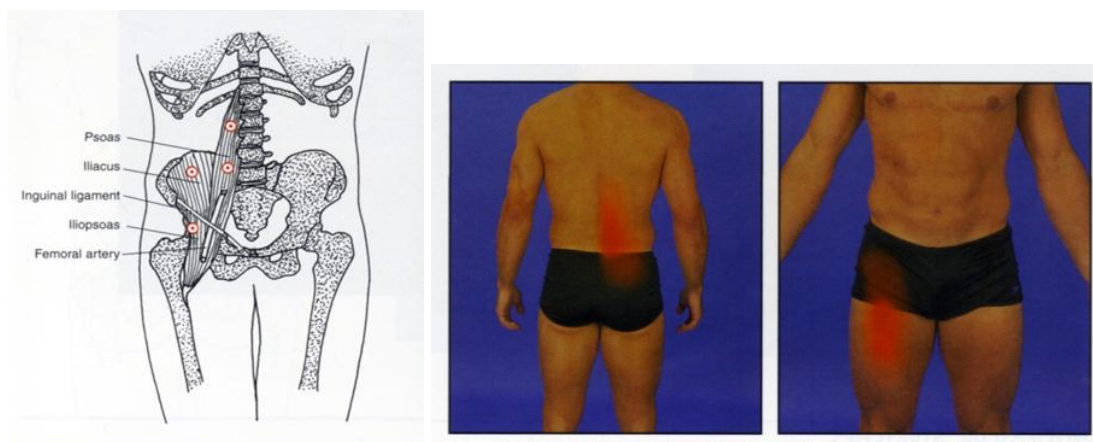 Psoas
Iliacus
Inguinal ligament
Iliopsoas
Femoral artery